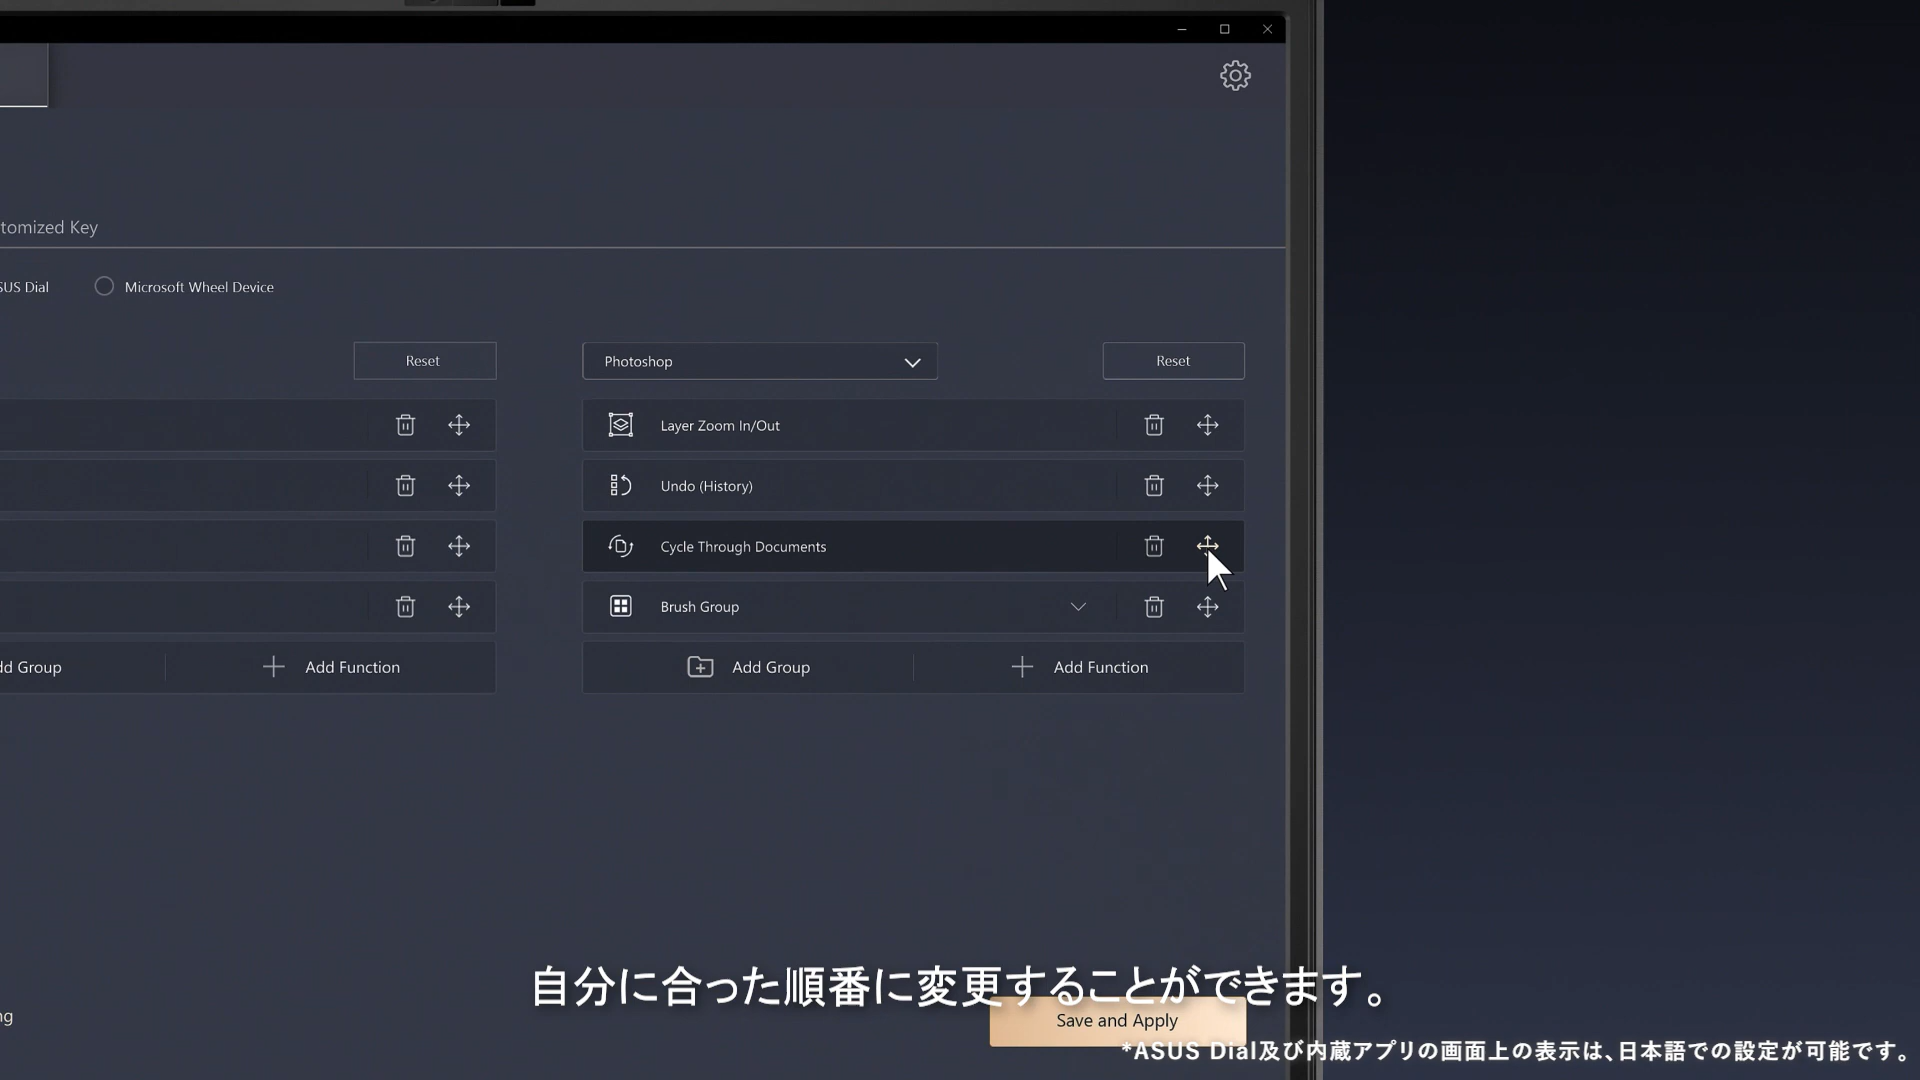 tomized Key
SUS Dial
Microsoft Wheel Device
Reset
Photoshop
Reset
Layer Zoom In/Out
Undo (History)
Cycle Through Documents
Brush Group
dd Group
Add Function
Add Group
Add Function
自分に合った順番に変更することができます。
ng
Save and Apply
*ASUS Dial及び内蔵アプリの画面上の表示は、日本語での設定が可能です。